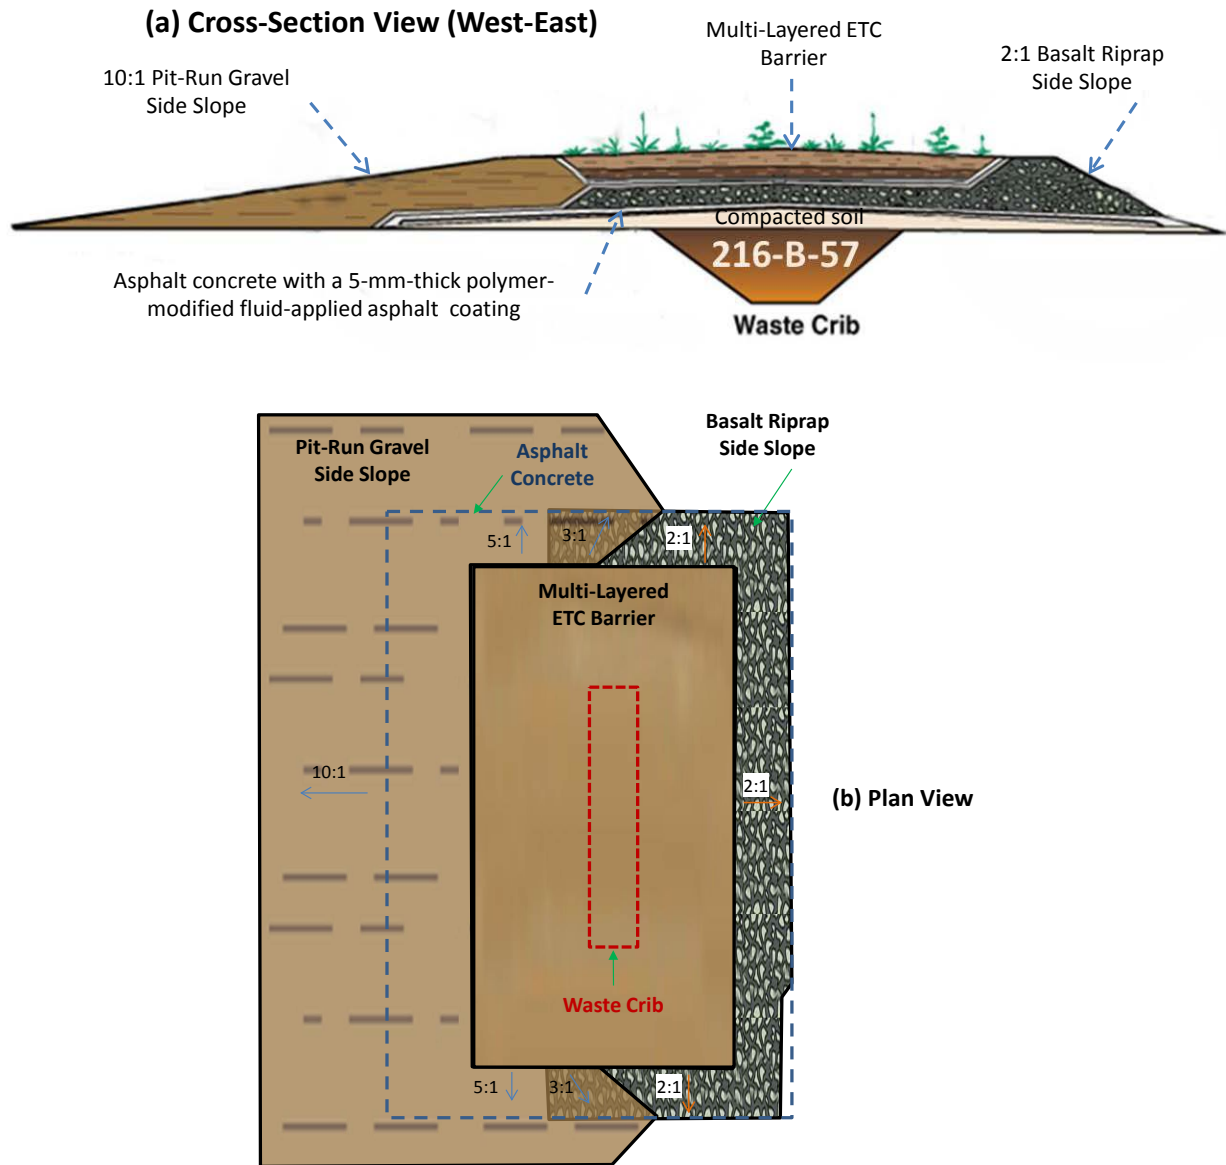 (a) Cross-Section View (West-East)
Multi-Layered ETC
Barrier
10:1 Pit-Run Gravel
Side Slope
2:1 Basalt Riprap
Side Slope
Compacted soil
216-B-57
Asphalt concrete with a 5-mm-thick polymer-
modified fluid-applied asphalt coating
Waste Crib
Pit-Run Gravel
Side Slope
Asphalt
Concrete
Basalt Riprap
Side Slope
5:1
3:1
2:1
Multi-Layered
ETC Barrier
10:1
2:1
(b) Plan View
Waste Crib
5:1
3:1
2:1